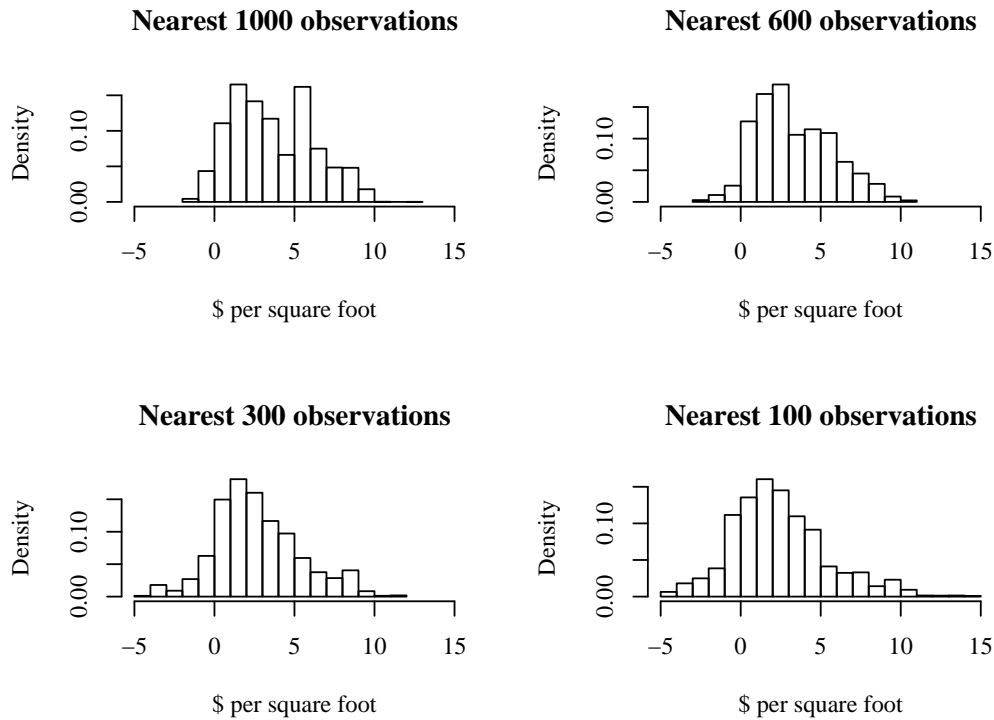 Nearest 1000 observations
Density
0.00 0.10
−5 0 5 10 15
$ per square foot
Nearest 600 observations
Density
0.00 0.10
−5 0 5 10 15
$ per square foot
Nearest 300 observations
Density
0.00 0.10
−5 0 5 10 15
$ per square foot
Nearest 100 observations
Density
0.00 0.10
−5 0 5 10 15
$ per square foot